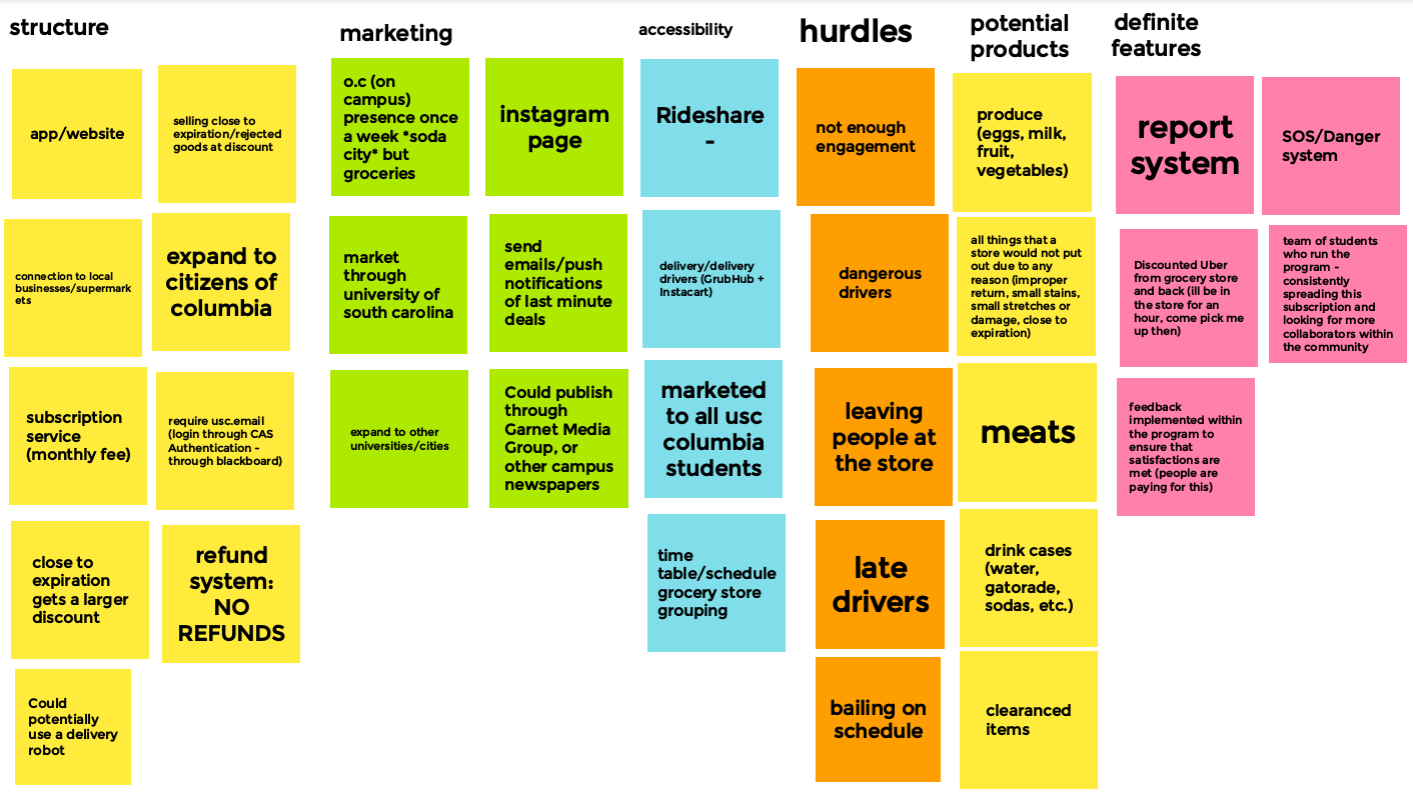 structure
app/website
selling close to
expiration/rejected
goods at discount
connection to local
businesses/supermark
ets
expand to
citizens of
columbia
subscription
service
(monthly fee)
require usc.email
(login through CAS
Authentication -
through blackboard)
close to
expiration
gets a larger
discount
refund
system:
NO
REFUNDS
Could
potentially
use a delivery
robot
marketing
o.c (on
campus)
presence once
a week *soda
city* but
groceries
instagram
page
market
through
university of
south carolina
send
emails/push
notifications
of last minute
deals
expand to other
universities/cities
Could publish
through
Garnet Media
Group, or
other campus
newspapers
accessibility
Rideshare
-
delivery/delivery
drivers (GrubHub +
Instacart)
marketed
to all usc
columbia
students
time
table/schedule
grocery store
grouping
hurdles
not enough
engagement
dangerous
drivers
leaving
people at
the store
late
drivers
bailing on
schedule
potential
products
produce
(eggs, milk,
fruit,
vegetables)
all things that a
store would not put
out due to any
reason (improper
return, small stains,
small stretches or
damage, close to
expiration)
meats
drink cases
(water,
gatorade,
sodas, etc.)
clearanced
items
definite
features
report
system
SOS/Danger
system
Discounted Uber
from grocery store
and back (ill be in
the store for an
hour, come pick me
up then)
team of students
who run the
program -
consistently
spreading this
subscription and
looking for more
collaborators within
the community
feedback
implemented within
the program to
ensure that
satisfactions are
met (people are
paying for this)